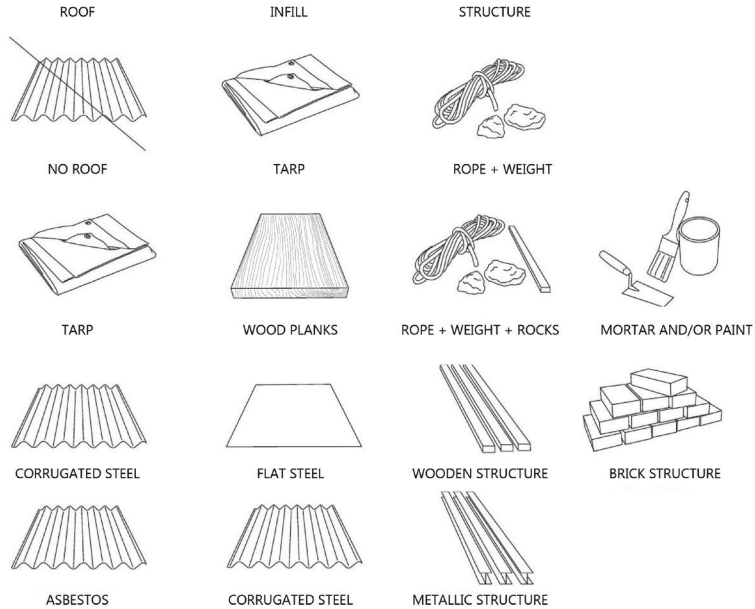 ROOF INFILL STRUCTURE
NO ROOF TARP ROPE + WEIGHT
TARP WOOD PLANKS ROPE + WEIGHT + ROCKS MORTAR AND/OR PAINT
CORRUGATED STEEL FLAT STEEL WOODEN STRUCTURE BRICK STRUCTURE
ASBESTOS CORRUGATED STEEL METALLIC STRUCTURE